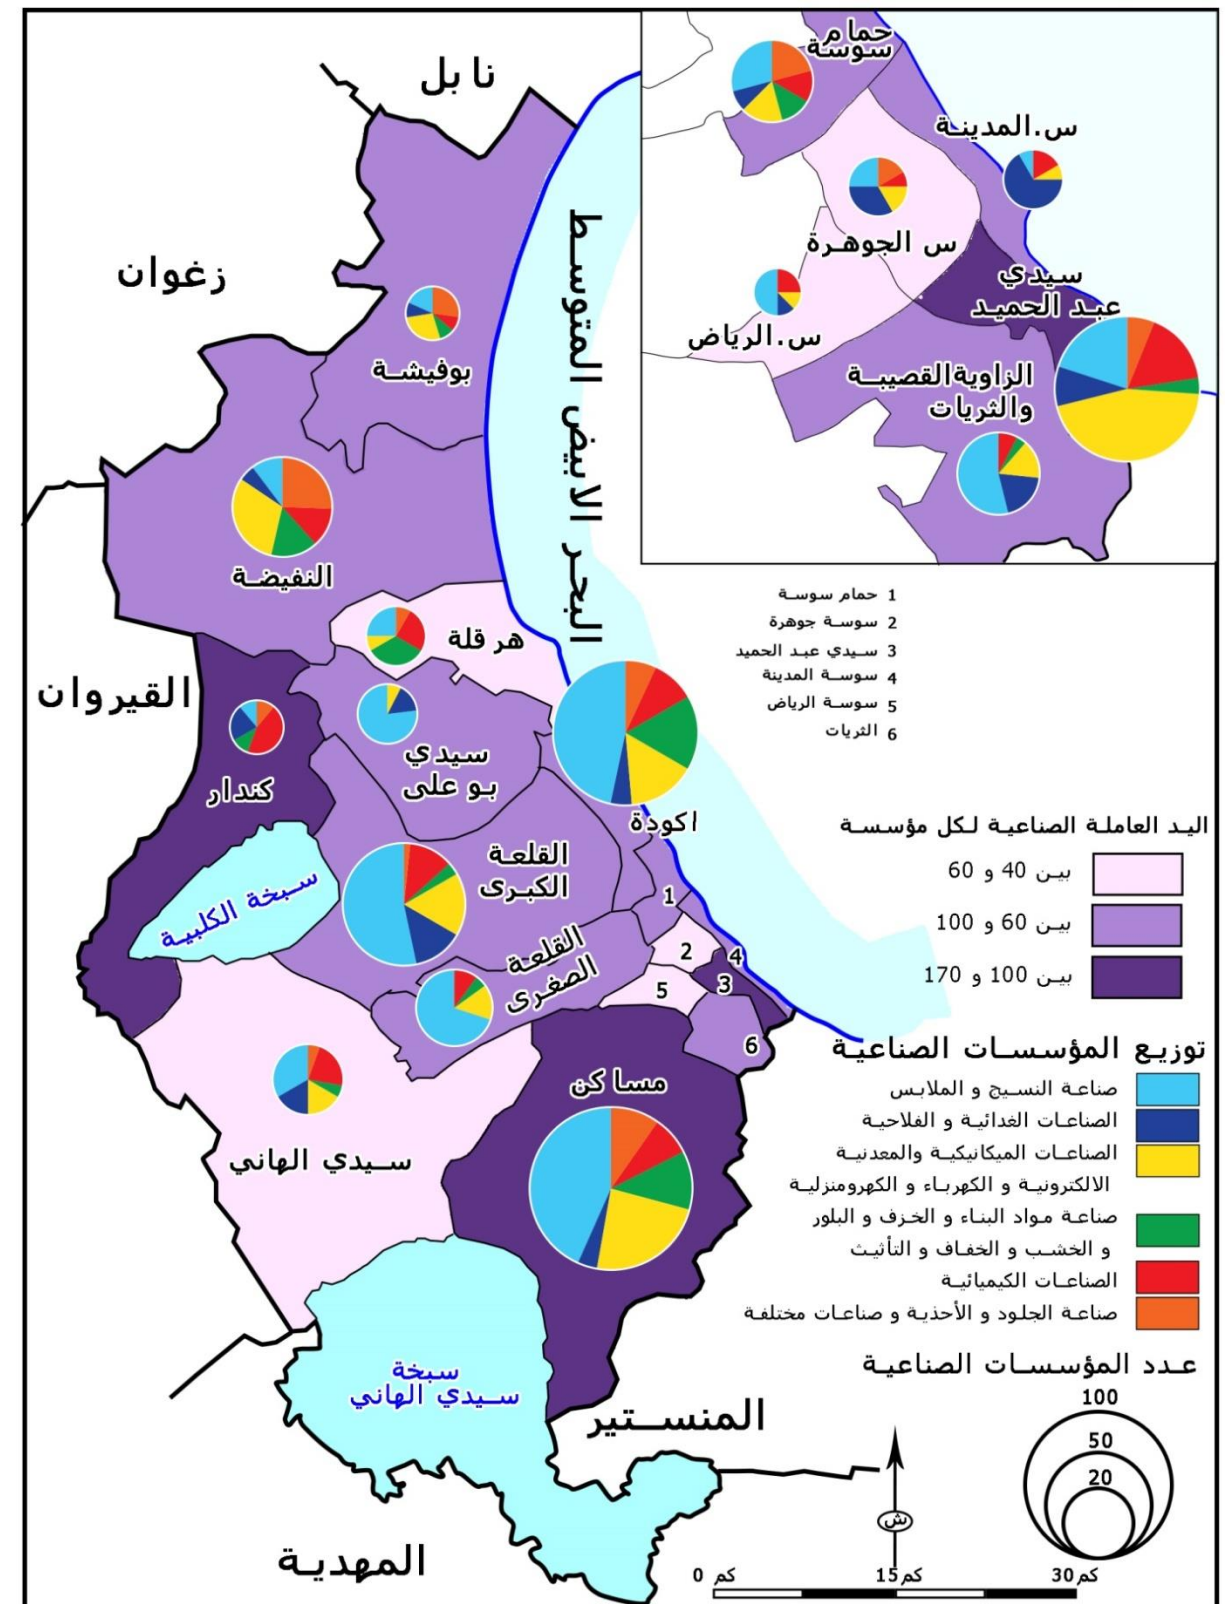 نابل
زغوان
القيروان
المهدية
المنستير
البحر الابيض المتوسط
بوفيشة
النفيضة
هرقلة
سيدي
بو على
كندار
سبخة الكلبية
القلعة
الكبرى
القلعة
الصغرى
اكودة
1
2
3
4
5
6
مساكن
سيدي الهاني
سبخة
سيدي الهاني
حمام
سوسة
س.المدينة
س الجوهرة
سيدي
عبد الحميد
س.الرياض
الزاوية القصيبة
والثريات
1 حمام سوسة
2 سوسة جوهرة
3 سيدي عبد الحميد
4 سوسة المدينة
5 سوسة الرياض
6 الثريات
اليد العاملة الصناعية لكل مؤسسة
بين 40 و 60
بين 60 و 100
بين 100 و 170
توزيع المؤسسات الصناعية
صناعة النسيج و الملابس
الصناعات الغدائية و الفلاحية
الصناعات الميكانيكية والمعدنية
الالكترونية و الكهرباء و الكهرومنزلية
صناعة مواد البناء و الخزف و البلور
و الخشب و الخفاف و التأثيث
الصناعات الكيميائية
صناعة الجلود و الأحذية و صناعات مختلفة
عدد المؤسسات الصناعية
100
50
20
ش
0 15كم 30كم